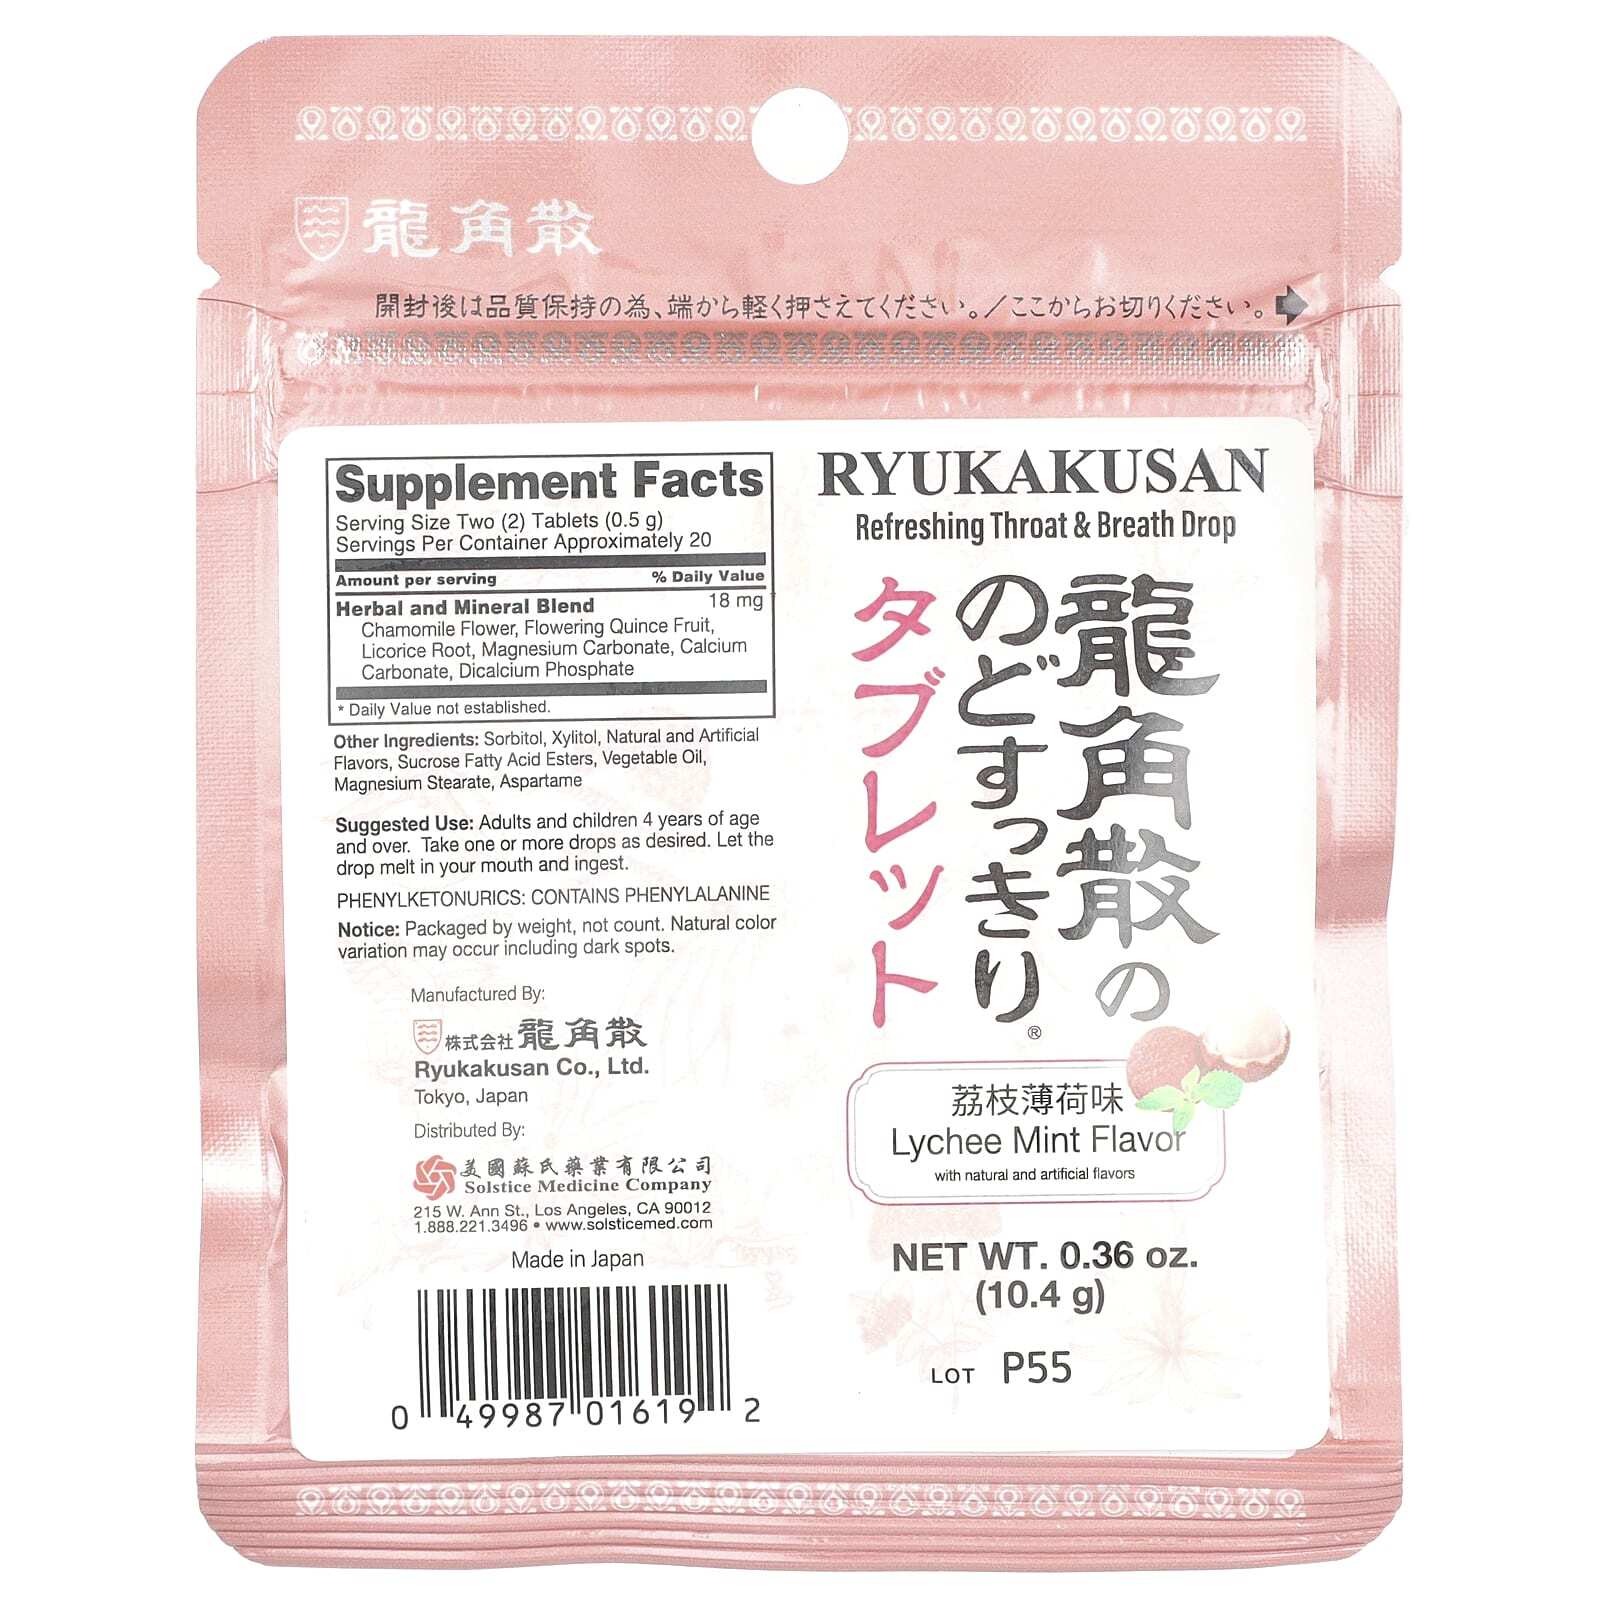 龍角散
開封後は品質保持の為、端から軽く押さえてください。／ここからお切りください。
Supplement Facts
Serving Size Two (2) Tablets (0.5 g)
Servings Per Container Approximately 20
Amount per serving % Daily Value
Herbal and Mineral Blend 18 mg *
Chamomile Flower, Flowering Quince Fruit,
Licorice Root, Magnesium Carbonate, Calcium
Carbonate, Dicalcium Phosphate
* Daily Value not established.
Other Ingredients: Sorbitol, Xylitol, Natural and Artificial
Flavors, Sucrose Fatty Acid Esters, Vegetable Oil,
Magnesium Stearate, Aspartame
Suggested Use: Adults and children 4 years of age
and over. Take one or more drops as desired. Let the
drop melt in your mouth and ingest.
PHENYLKETONURICS: CONTAINS PHENYLALANINE
Notice: Packaged by weight, not count. Natural color
variation may occur including dark spots.
Manufactured By:
株式会社 龍角散
Ryukakusan Co., Ltd.
Tokyo, Japan
Distributed By:
美國蘇氏藥業有限公司
Solstice Medicine Company
215 W. Ann St., Los Angeles, CA 90012
1.888.221.3496 • www.solsticemed.com
Made in Japan
0 49987 01619 2
RYUKAKUSAN
Refreshing Throat & Breath Drop
龍角散の
のどすっきり®
タブレット
荔枝薄荷味
Lychee Mint Flavor
with natural and artificial flavors
NET WT. 0.36 oz.
(10.4 g)
LOT P55